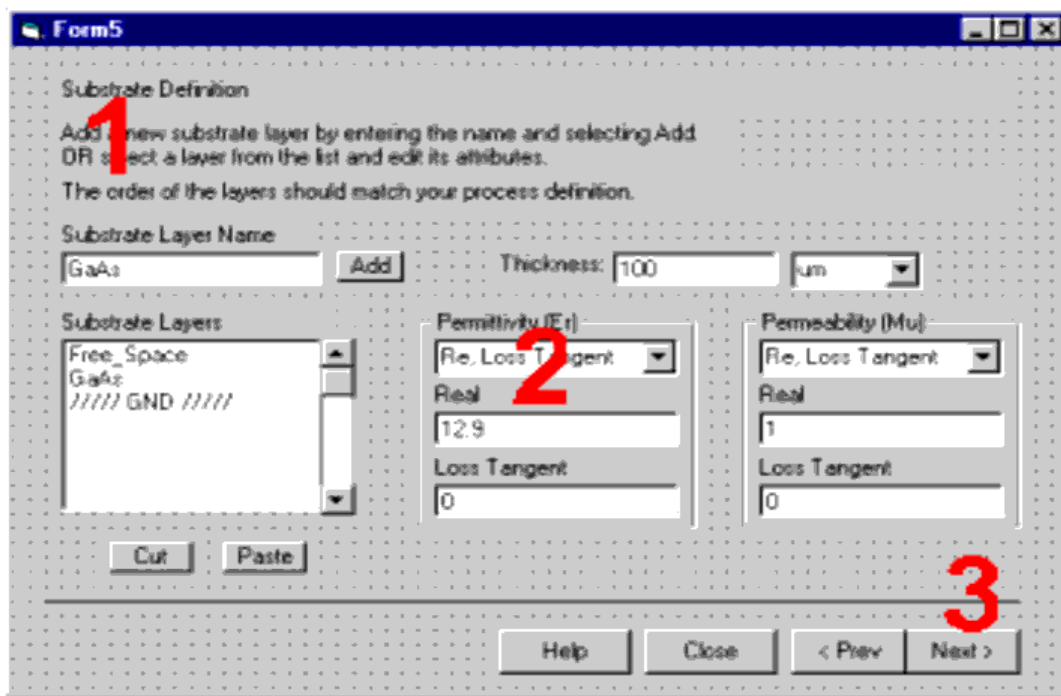 Form5
Substrate Definition
1
Add a new substrate layer by entering the name and selecting Add
OR select a layer from the list and edit its attributes.
The order of the layers should match your process definition.
Substrate Layer Name
GaAs
Add
Thickness: 100 um
Substrate Layers
Free_Space
GaAs
///// GND /////
Cut
Paste
Permittivity (Er)
2
Re, Loss Tangent
Real
12.9
Loss Tangent
0
Permeability (Mu)
Re, Loss Tangent
Real
1
Loss Tangent
0
3
Help
Close
< Prev
Next >